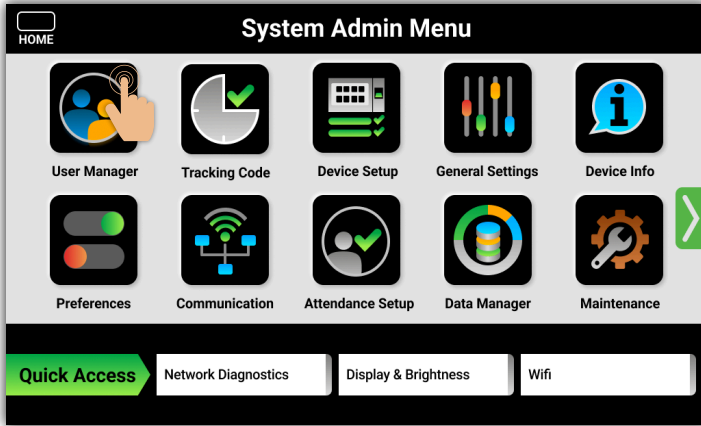 HOME
System Admin Menu
User Manager
Tracking Code
Device Setup
General Settings
Device Info
Preferences
Communication
Attendance Setup
Data Manager
Maintenance
Quick Access
Network Diagnostics
Display & Brightness
Wifi